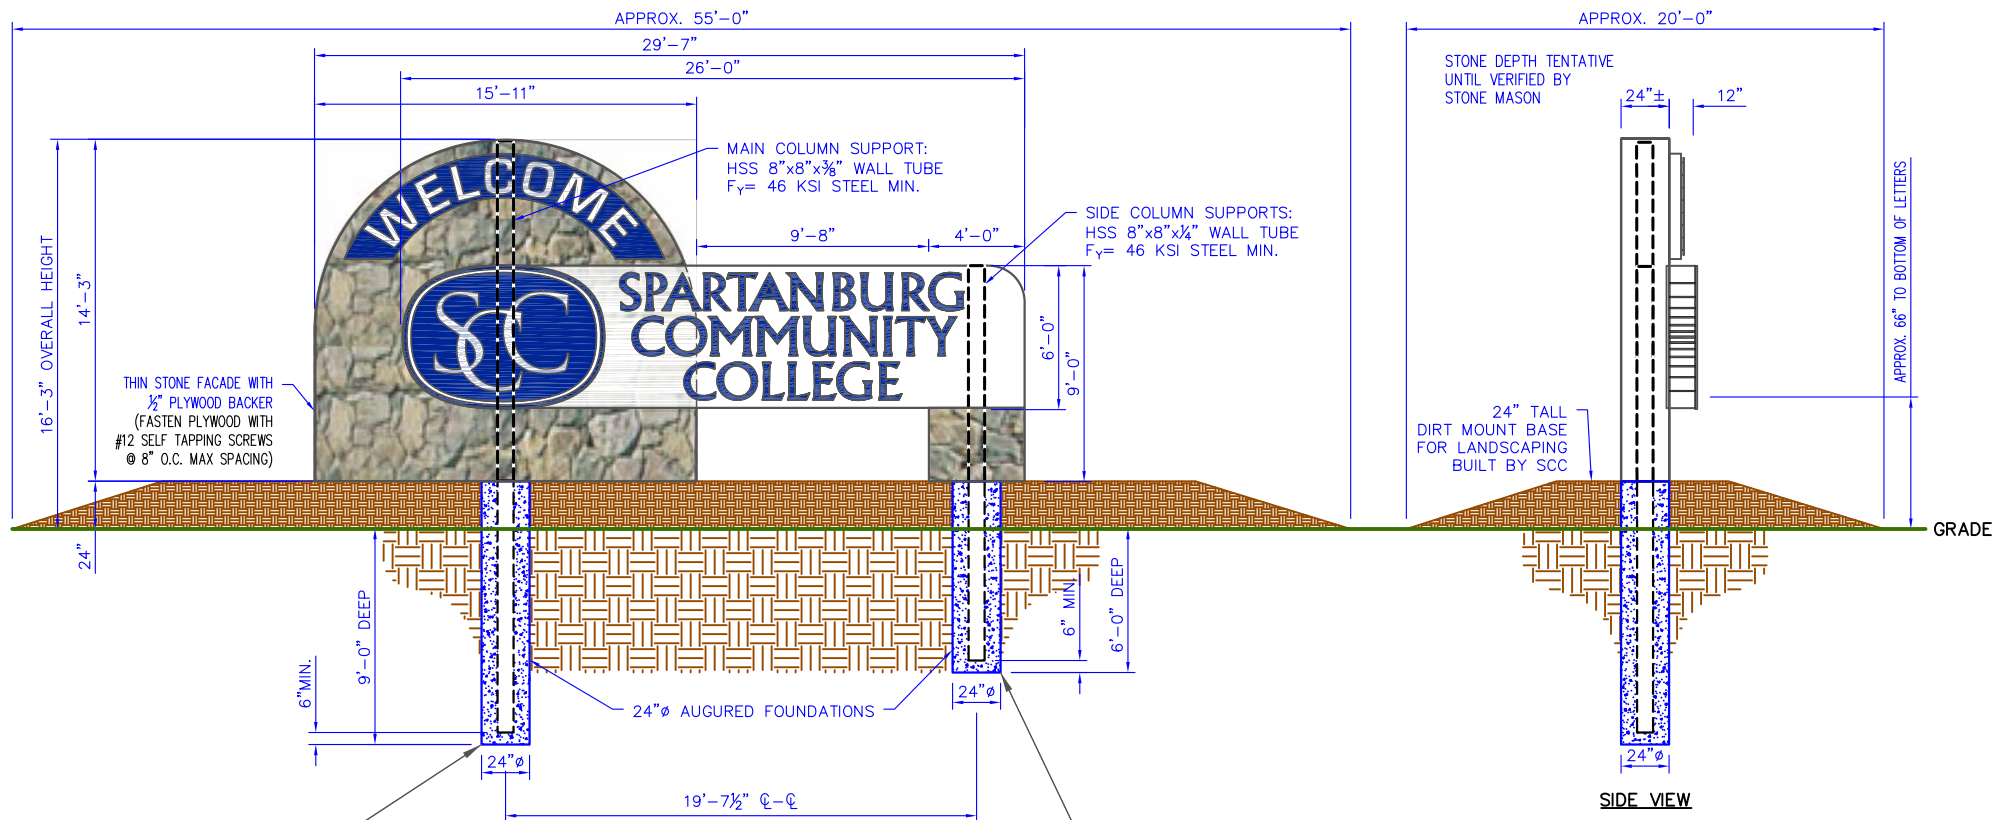 APPROX. 55'-0"
APPROX. 20'-0"
29'-7"
26'-0"
15'-11"
STONE DEPTH TENTATIVE
UNTIL VERIFIED BY
STONE MASON
24"±
12"
MAIN COLUMN SUPPORT:
HSS 8"x8"x⅜" WALL TUBE
FY= 46 KSI STEEL MIN.
SIDE COLUMN SUPPORTS:
HSS 8"x8"x¼" WALL TUBE
FY= 46 KSI STEEL MIN.
9'-8"
4'-0"
WELCOME
SCC
SPARTANBURG
COMMUNITY
COLLEGE
16'-3" OVERALL HEIGHT
14'-3"
24"
6'-0"
9'-0"
APPROX. 66" TO BOTTOM OF LETTERS
THIN STONE FACADE WITH
½" PLYWOOD BACKER
(FASTEN PLYWOOD WITH
#12 SELF TAPPING SCREWS
@ 8" O.C. MAX SPACING)
24" TALL
DIRT MOUNT BASE
FOR LANDSCAPING
BUILT BY SCC
GRADE
6"MIN.
9'-0" DEEP
6" MIN.
6'-0" DEEP
24"ø AUGURED FOUNDATIONS
24"ø
24"ø
24"ø
19'-7½" ℄-℄
SIDE VIEW